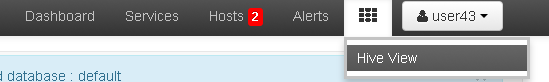 Dashboard Services Hosts 2 Alerts user43
Hive View
d database : default